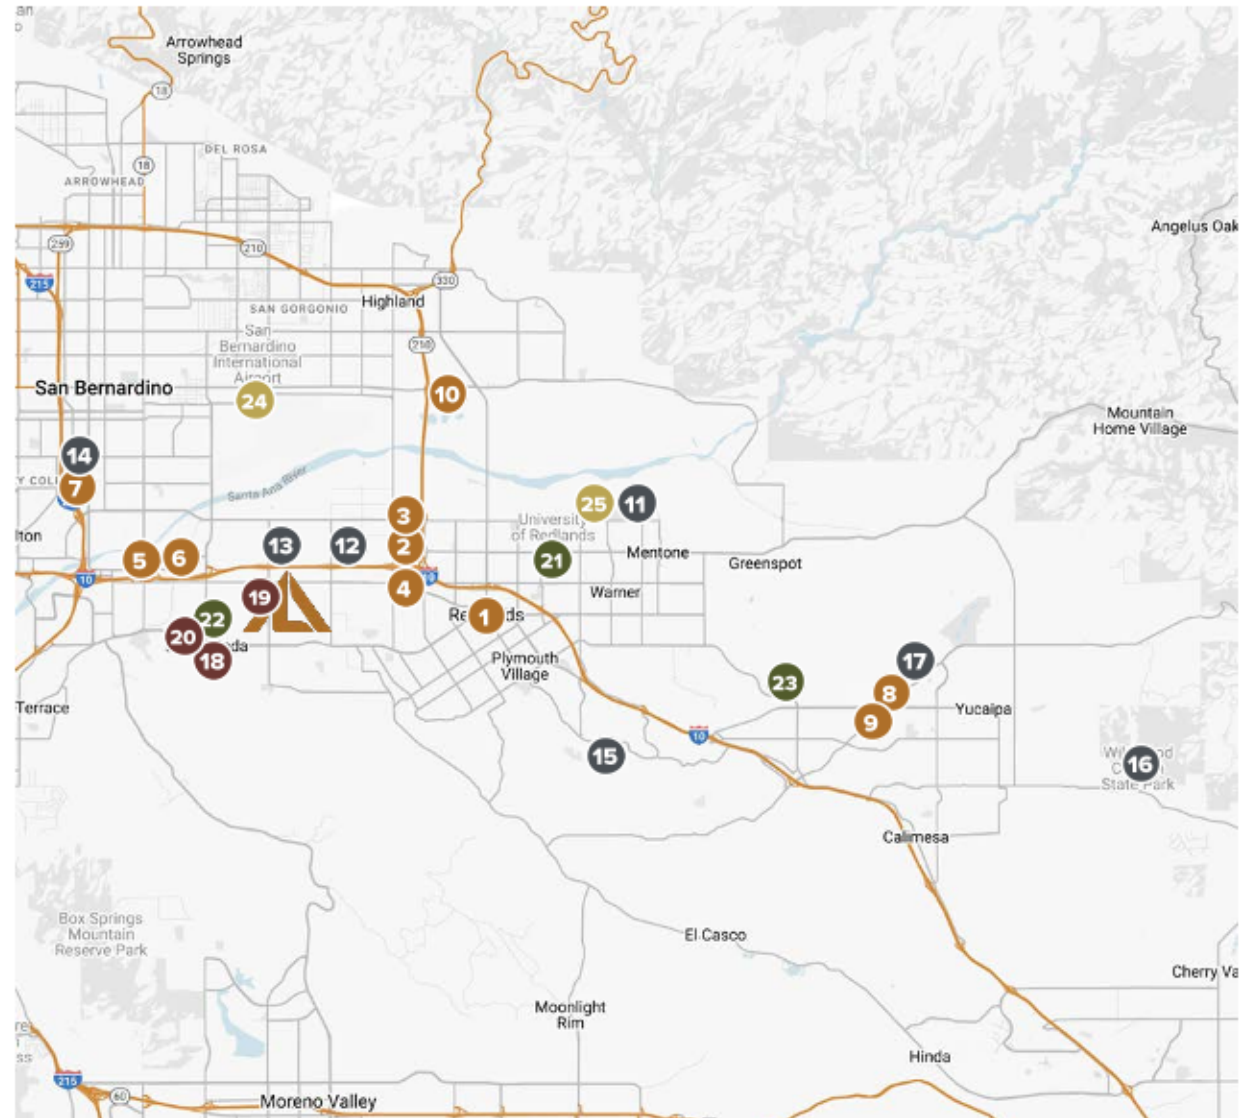 Arrowhead
Springs
18
18
DEL ROSA
ARROWHEAD
Angelus Oak
259
210
215
330
SAN GORGONIO
Highland
San
Bernardino
International
Airport
210
San Bernardino
24
10
Mountain
Home Village
14
7
Santa Ana River
3
25
11
University
of Redlands
lton
5
6
13
12
2
21
Mentone
Greenspot
10
4
Warner
19
22
1
20
18
Plymouth
Village
17
23
8
9
Yucaipa
Terrace
10
15
16
State Park
Calimesa
Box Springs
Mountain
Reserve Park
El Casco
Cherry Va
Moonlight
Rim
Hinda
215
60
Moreno Valley